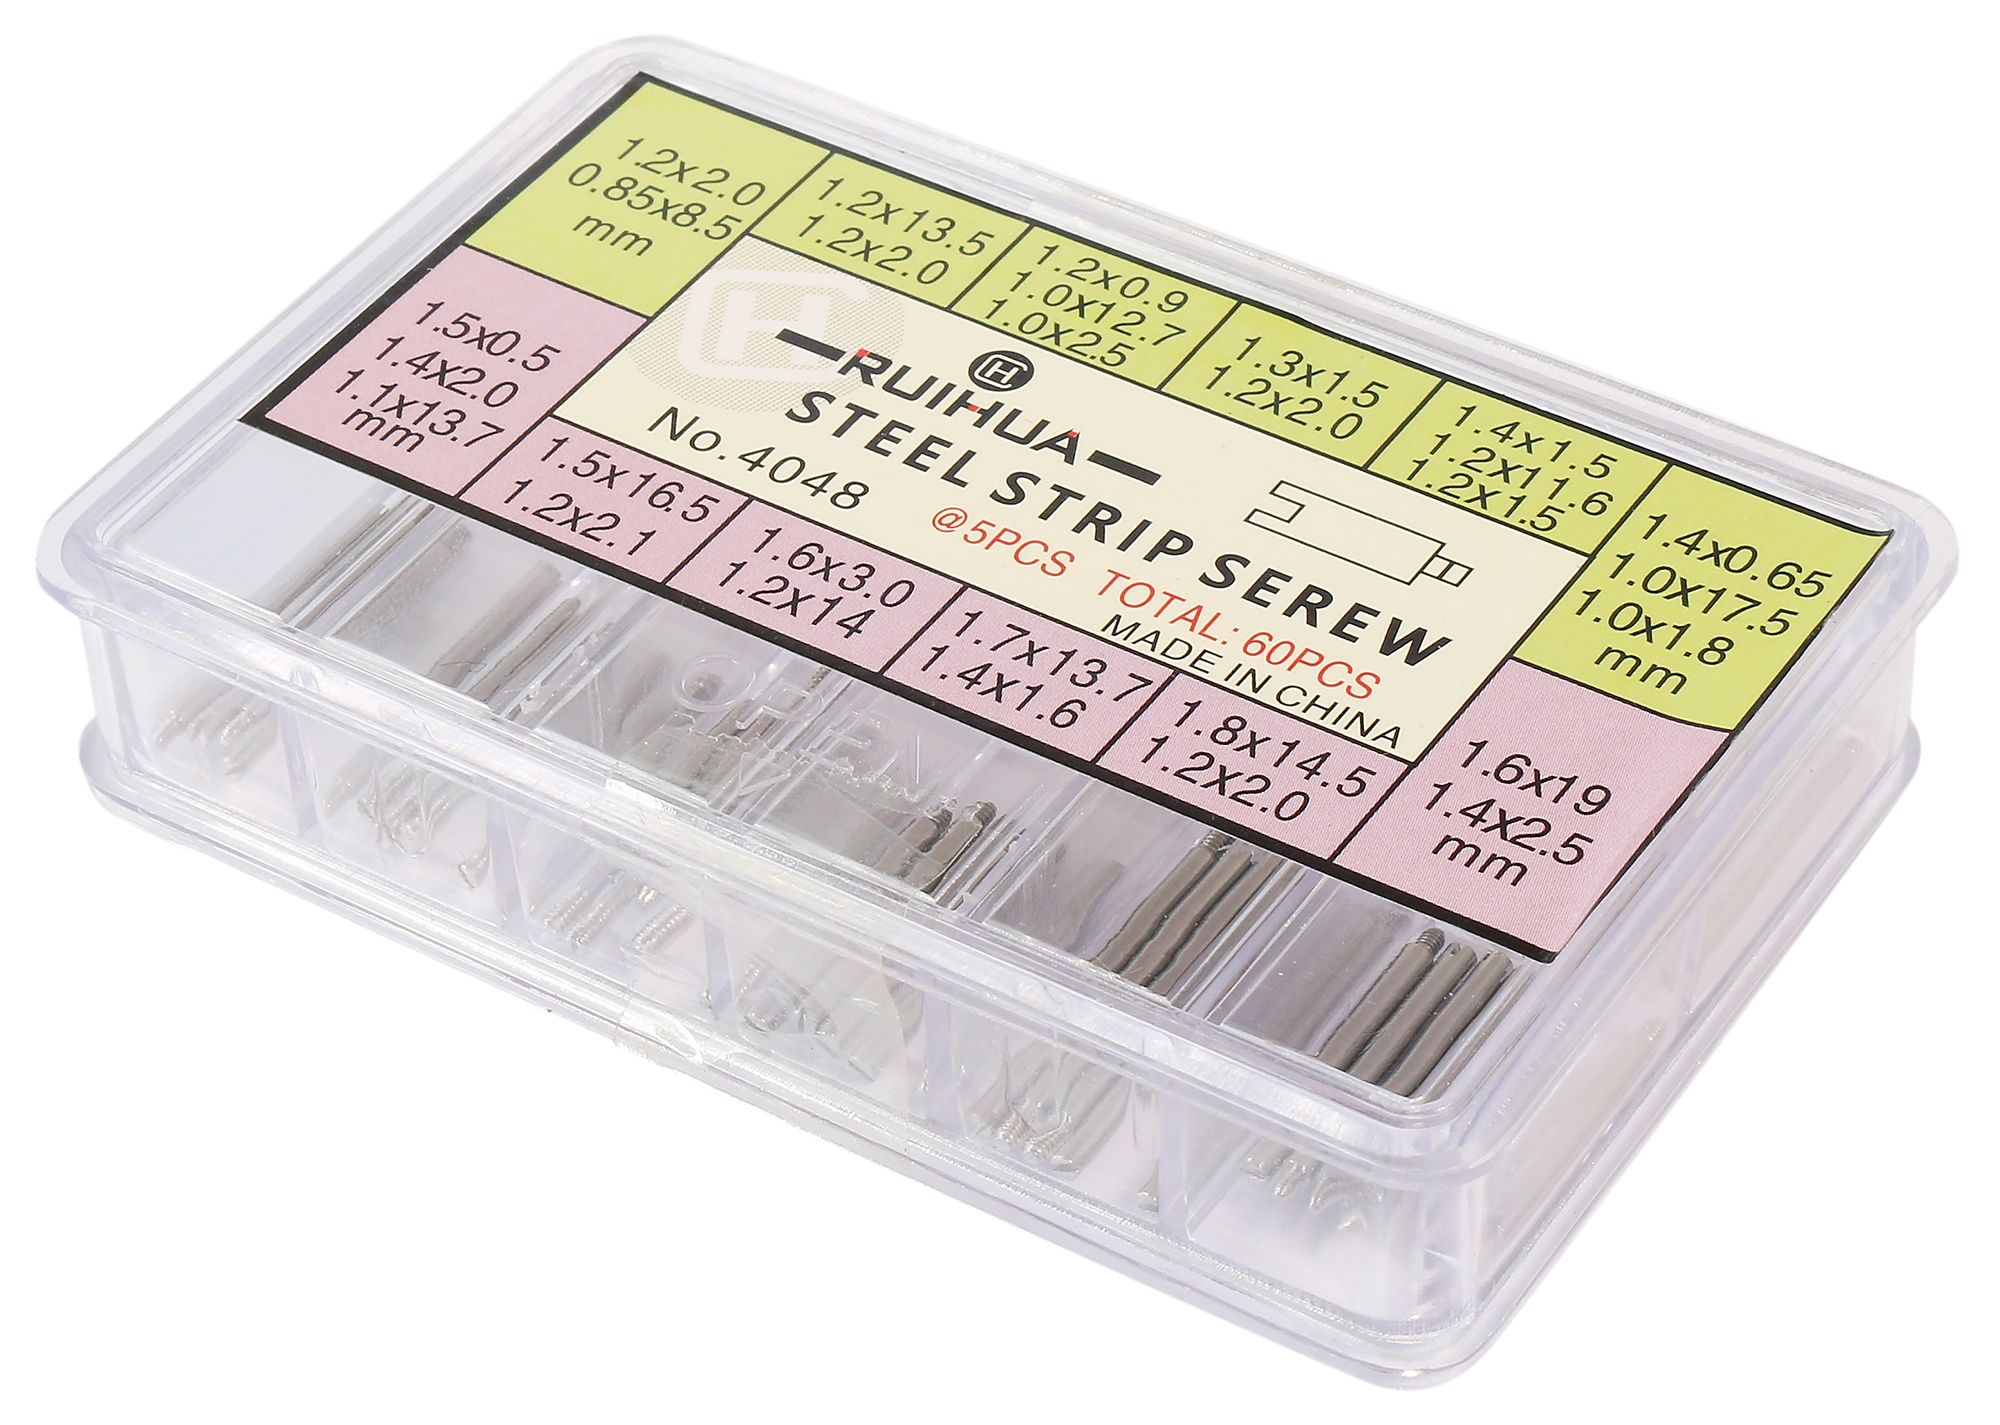 1.2x2.0
0.85x8.5
mm
1.2x13.5
1.2x2.0
1.2x0.9
1.0x12.7
1.0x2.5
1.3x1.5
1.2x2.0
1.4x1.5
1.2x11.6
1.2x1.5
1.4x0.65
1.0x17.5
1.0x1.8
mm
CH
RUIHUA
STEEL STRIP SEREW
No.4048
@5PCS TOTAL: 60PCS
MADE IN CHINA
1.5x0.5
1.4x2.0
1.1x13.7
mm
1.5x16.5
1.2x2.1
1.6x3.0
1.2x14
1.7x13.7
1.4x1.6
1.8x14.5
1.2x2.0
1.6x19
1.4x2.5
mm
OPEN